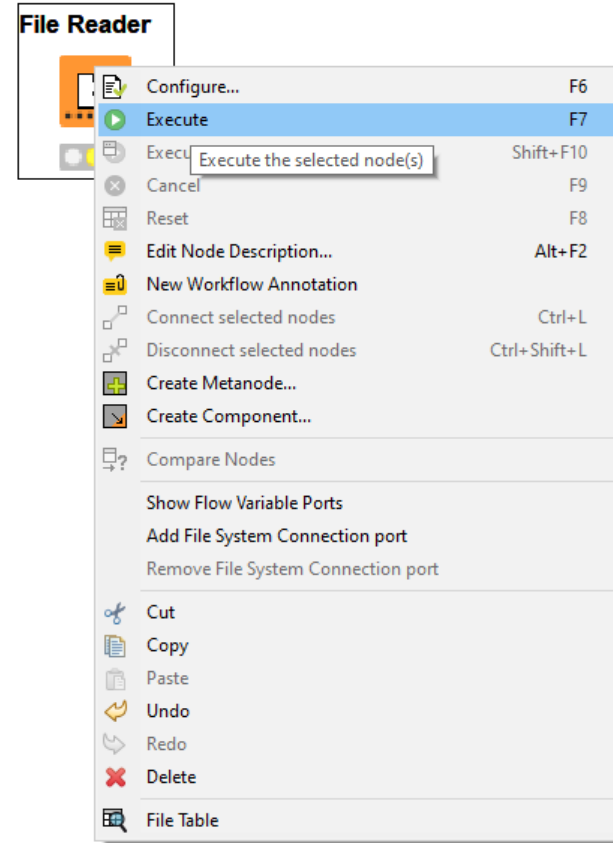 File Reader
Configure... F6
Execute F7
Execu Shift+F10
Execute the selected node(s)
Cancel F9
Reset F8
Edit Node Description... Alt+F2
New Workflow Annotation
Connect selected nodes Ctrl+L
Disconnect selected nodes Ctrl+Shift+L
Create Metanode...
Create Component...
Compare Nodes
Show Flow Variable Ports
Add File System Connection port
Remove File System Connection port
Cut
Copy
Paste
Undo
Redo
Delete
File Table